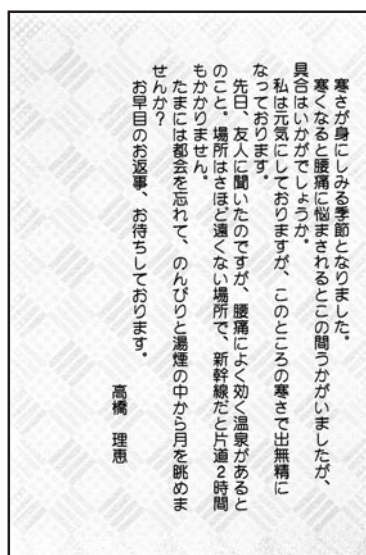 寒さが身にしみる季節となりました。
寒くなると腰痛に悩まされるとこの間うかがいましたが、
具合はいかがでしょうか。
私は元気にしておりますが、このところの寒さで出無精に
なっております。
先日、友人に聞いたのですが、腰痛によく効く温泉があると
のこと。場所はさほど遠くない場所で、新幹線だと片道2時間
もかかりません。
たまには都会を忘れて、のんびりと湯煙の中から月を眺めま
せんか？
お早目のお返事、お待ちしております。
高橋　理恵